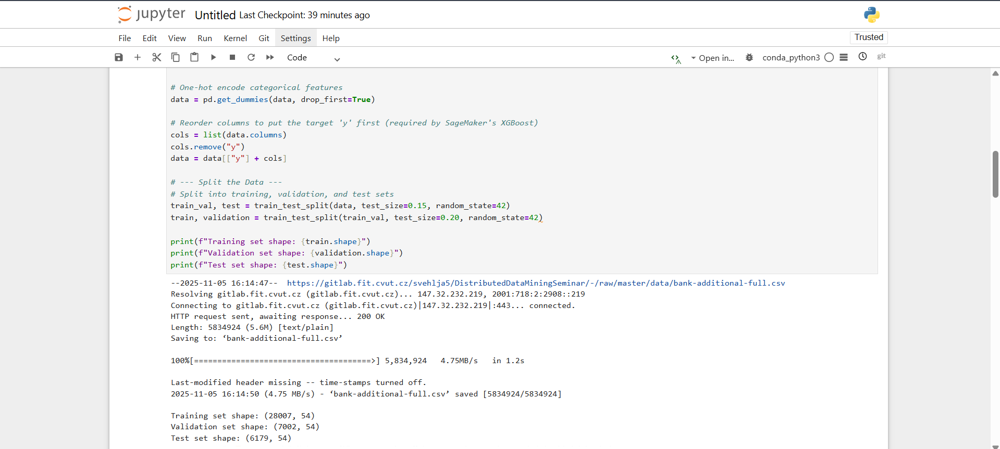 jupyter Untitled Last Checkpoint: 39 minutes ago
File Edit View Run Kernel Git Settings Help
Trusted
Code
Open in...
conda_python3
git
# One-hot encode categorical features
data = pd.get_dummies(data, drop_first=True)
# Reorder columns to put the target 'y' first (required by SageMaker's XGBoost)
cols = list(data.columns)
cols.remove("y")
data = data[["y"] + cols]
# --- Split the Data ---
# Split into training, validation, and test sets
train_val, test = train_test_split(data, test_size=0.15, random_state=42)
train, validation = train_test_split(train_val, test_size=0.20, random_state=42)
print(f"Training set shape: {train.shape}")
print(f"Validation set shape: {validation.shape}")
print(f"Test set shape: {test.shape}")
--2025-11-05 16:14:47--  https://gitlab.fit.cvut.cz/svehlja5/DistributedDataMiningSeminar/-/raw/master/data/bank-additional-full.csv
Resolving gitlab.fit.cvut.cz (gitlab.fit.cvut.cz)... 147.32.232.219, 2001:718:2:2908::219
Connecting to gitlab.fit.cvut.cz (gitlab.fit.cvut.cz)|147.32.232.219|:443... connected.
HTTP request sent, awaiting response... 200 OK
Length: 5834924 (5.6M) [text/plain]
Saving to: ‘bank-additional-full.csv’
100%[======================================>] 5,834,924   4.75MB/s   in 1.2s
Last-modified header missing -- time-stamps turned off.
2025-11-05 16:14:50 (4.75 MB/s) - ‘bank-additional-full.csv’ saved [5834924/5834924]
Training set shape: (28007, 54)
Validation set shape: (7002, 54)
Test set shape: (6179, 54)